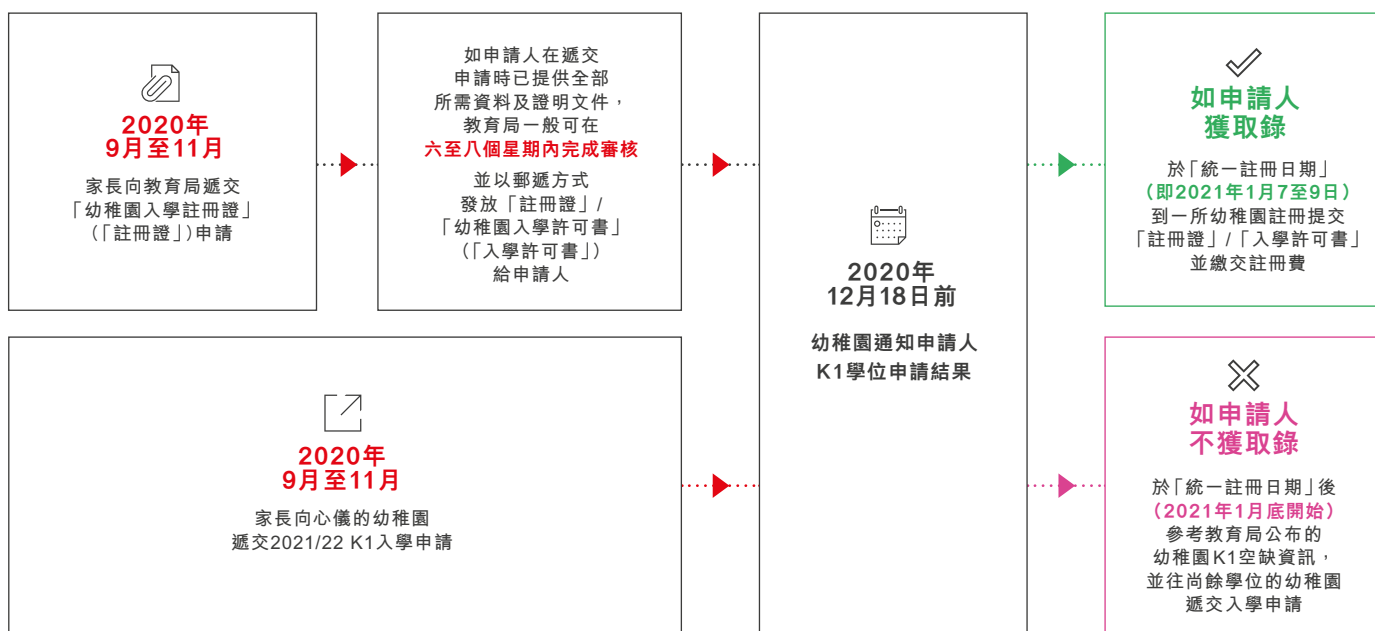 2020年
9月至11月
家長向教育局遞交
「幼稚園入學註冊證」
(「註冊證」)申請
如申請人在遞交
申請時已提供全部
所需資料及證明文件，
教育局一般可在
六至八個星期內完成審核
並以郵遞方式
發放「註冊證」/
「幼稚園入學許可書」
(「入學許可書」)
給申請人
2020年
9月至11月
家長向心儀的幼稚園
遞交2021/22 K1入學申請
2020年
12月18日前
幼稚園通知申請人
K1學位申請結果
如申請人
獲取錄
於「統一註冊日期」
(即2021年1月7至9日)
到一所幼稚園註冊提交
「註冊證」/「入學許可書」
並繳交註冊費
如申請人
不獲取錄
於「統一註冊日期」後
(2021年1月底開始)
參考教育局公布的
幼稚園K1空缺資訊，
並往尚餘學位的幼稚園
遞交入學申請